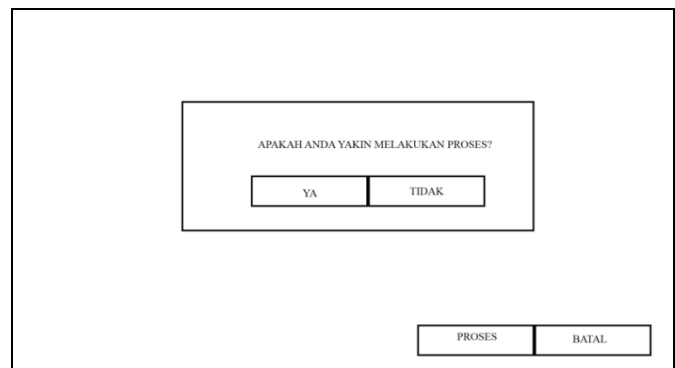 APAKAH ANDA YAKIN MELAKUKAN PROSES?
YA TIDAK
PROSES BATAL